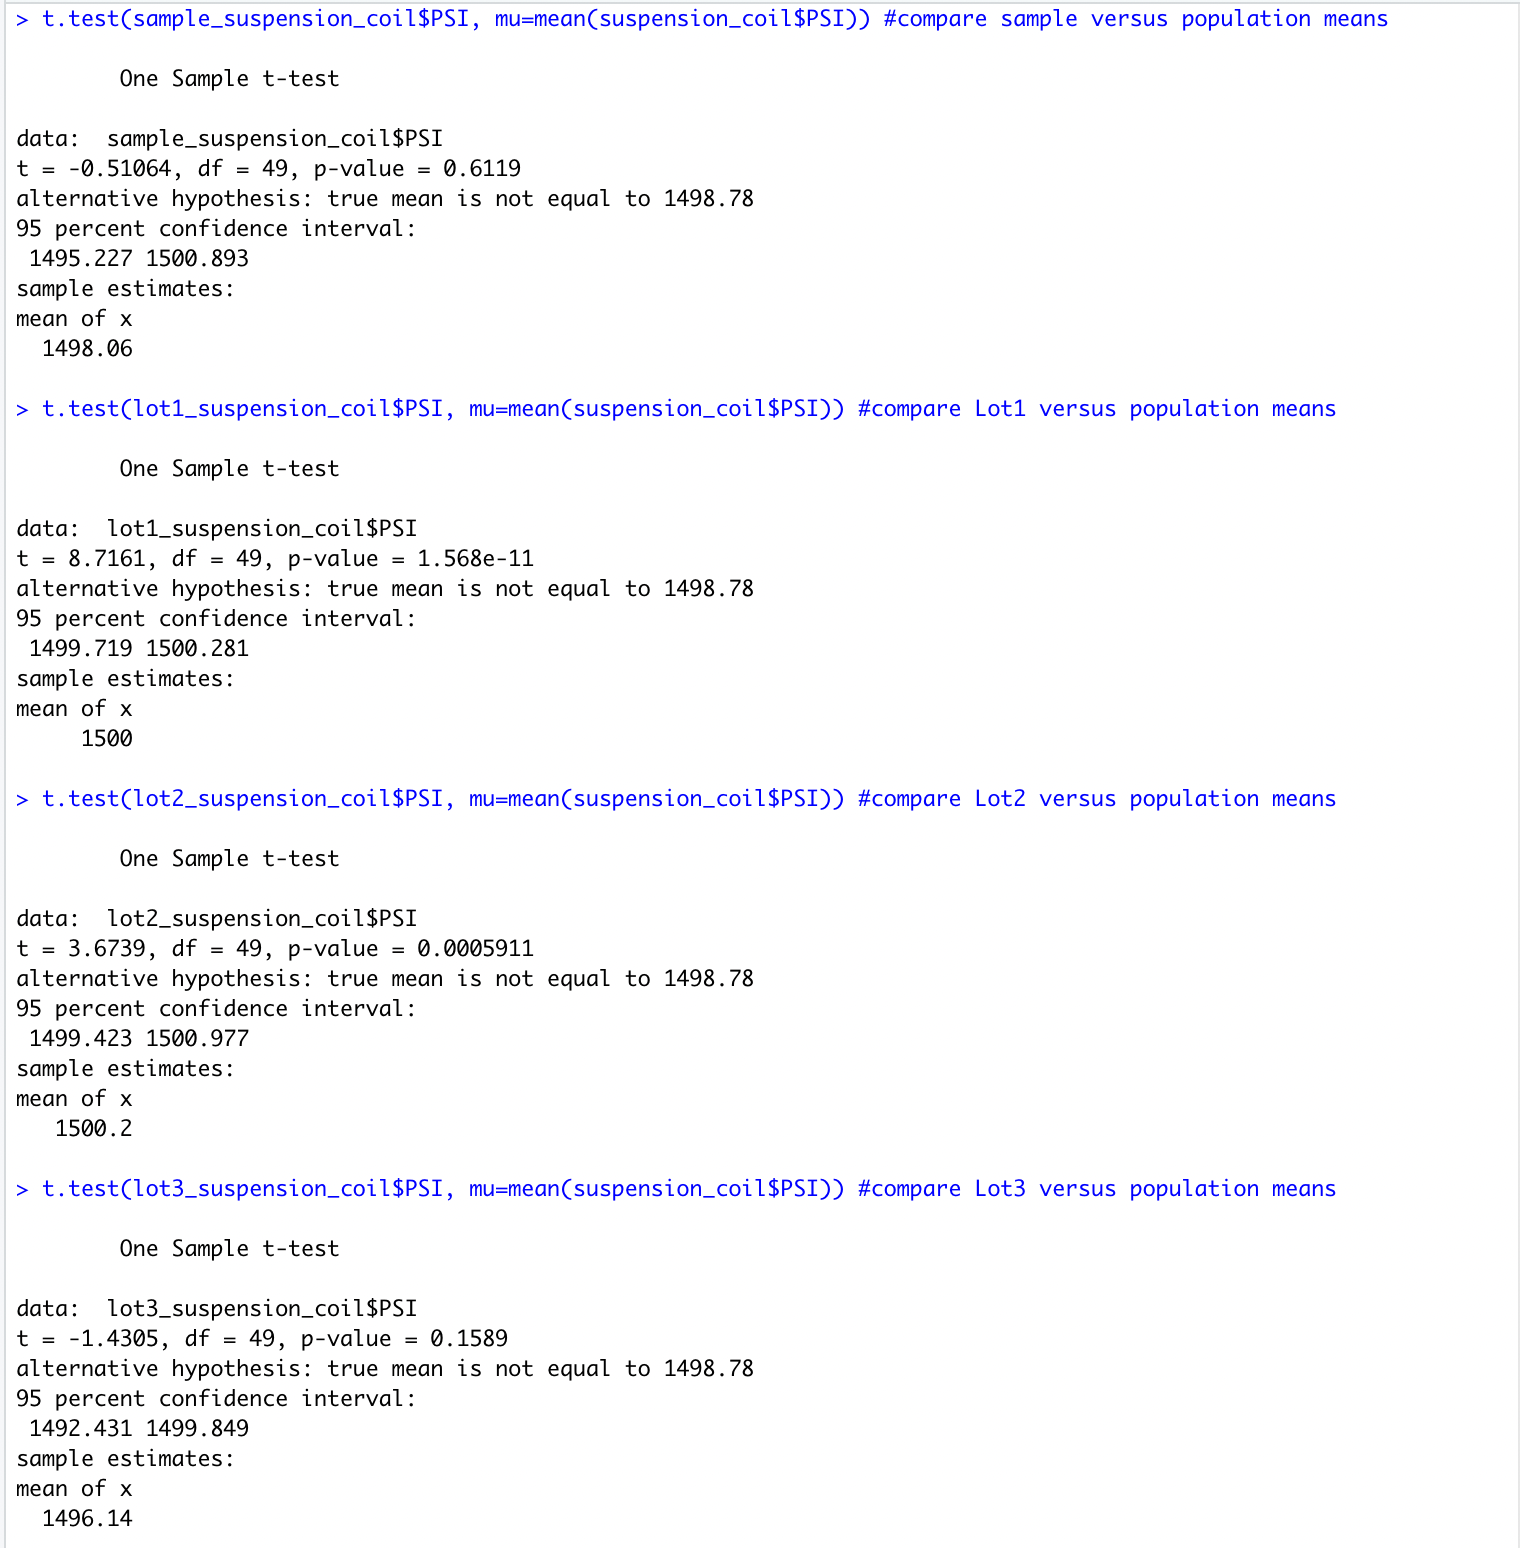 > t.test(sample_suspension_coil$PSI, mu=mean(suspension_coil$PSI)) #compare sample versus population means
One Sample t-test
data:  sample_suspension_coil$PSI
t = -0.51064, df = 49, p-value = 0.6119
alternative hypothesis: true mean is not equal to 1498.78
95 percent confidence interval:
1495.227 1500.893
sample estimates:
mean of x
1498.06
> t.test(lot1_suspension_coil$PSI, mu=mean(suspension_coil$PSI)) #compare Lot1 versus population means
One Sample t-test
data:  lot1_suspension_coil$PSI
t = 8.7161, df = 49, p-value = 1.568e-11
alternative hypothesis: true mean is not equal to 1498.78
95 percent confidence interval:
1499.719 1500.281
sample estimates:
mean of x
1500
> t.test(lot2_suspension_coil$PSI, mu=mean(suspension_coil$PSI)) #compare Lot2 versus population means
One Sample t-test
data:  lot2_suspension_coil$PSI
t = 3.6739, df = 49, p-value = 0.0005911
alternative hypothesis: true mean is not equal to 1498.78
95 percent confidence interval:
1499.423 1500.977
sample estimates:
mean of x
1500.2
> t.test(lot3_suspension_coil$PSI, mu=mean(suspension_coil$PSI)) #compare Lot3 versus population means
One Sample t-test
data:  lot3_suspension_coil$PSI
t = -1.4305, df = 49, p-value = 0.1589
alternative hypothesis: true mean is not equal to 1498.78
95 percent confidence interval:
1492.431 1499.849
sample estimates:
mean of x
1496.14